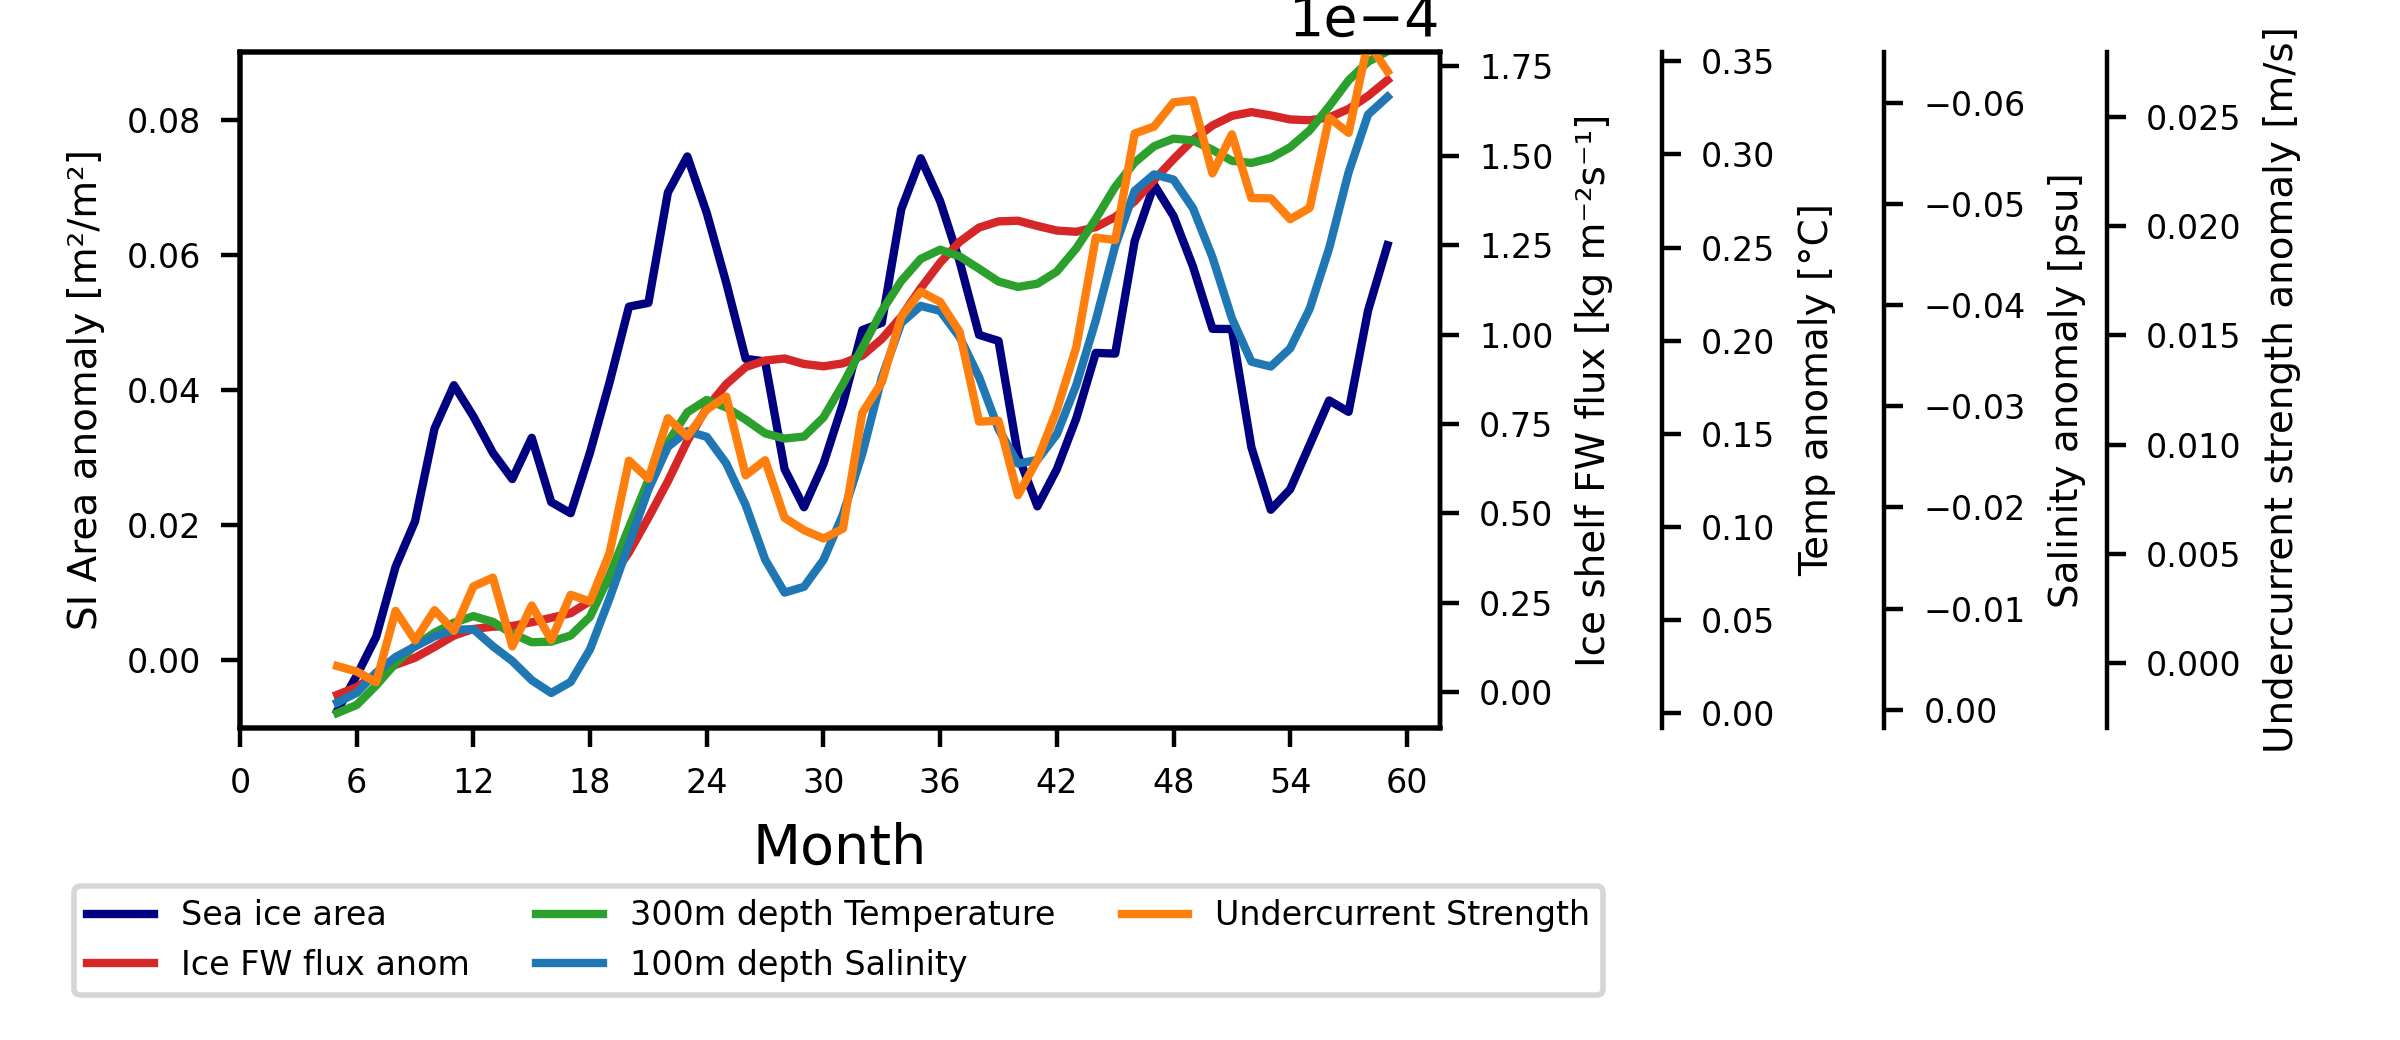 1e−4
0.08
0.06
0.04
0.02
0.00
SI Area anomaly [m²/m²]
0 6 12 18 24 30 36 42 48 54 60
Month
1.75
1.50
1.25
1.00
0.75
0.50
0.25
0.00
Ice shelf FW flux [kg m⁻²s⁻¹]
0.35
0.30
0.25
0.20
0.15
0.10
0.05
0.00
Temp anomaly [°C]
−0.06
−0.05
−0.04
−0.03
−0.02
−0.01
0.00
Salinity anomaly [psu]
0.025
0.020
0.015
0.010
0.005
0.000
Undercurrent strength anomaly [m/s]
Sea ice area
Ice FW flux anom
300m depth Temperature
100m depth Salinity
Undercurrent Strength